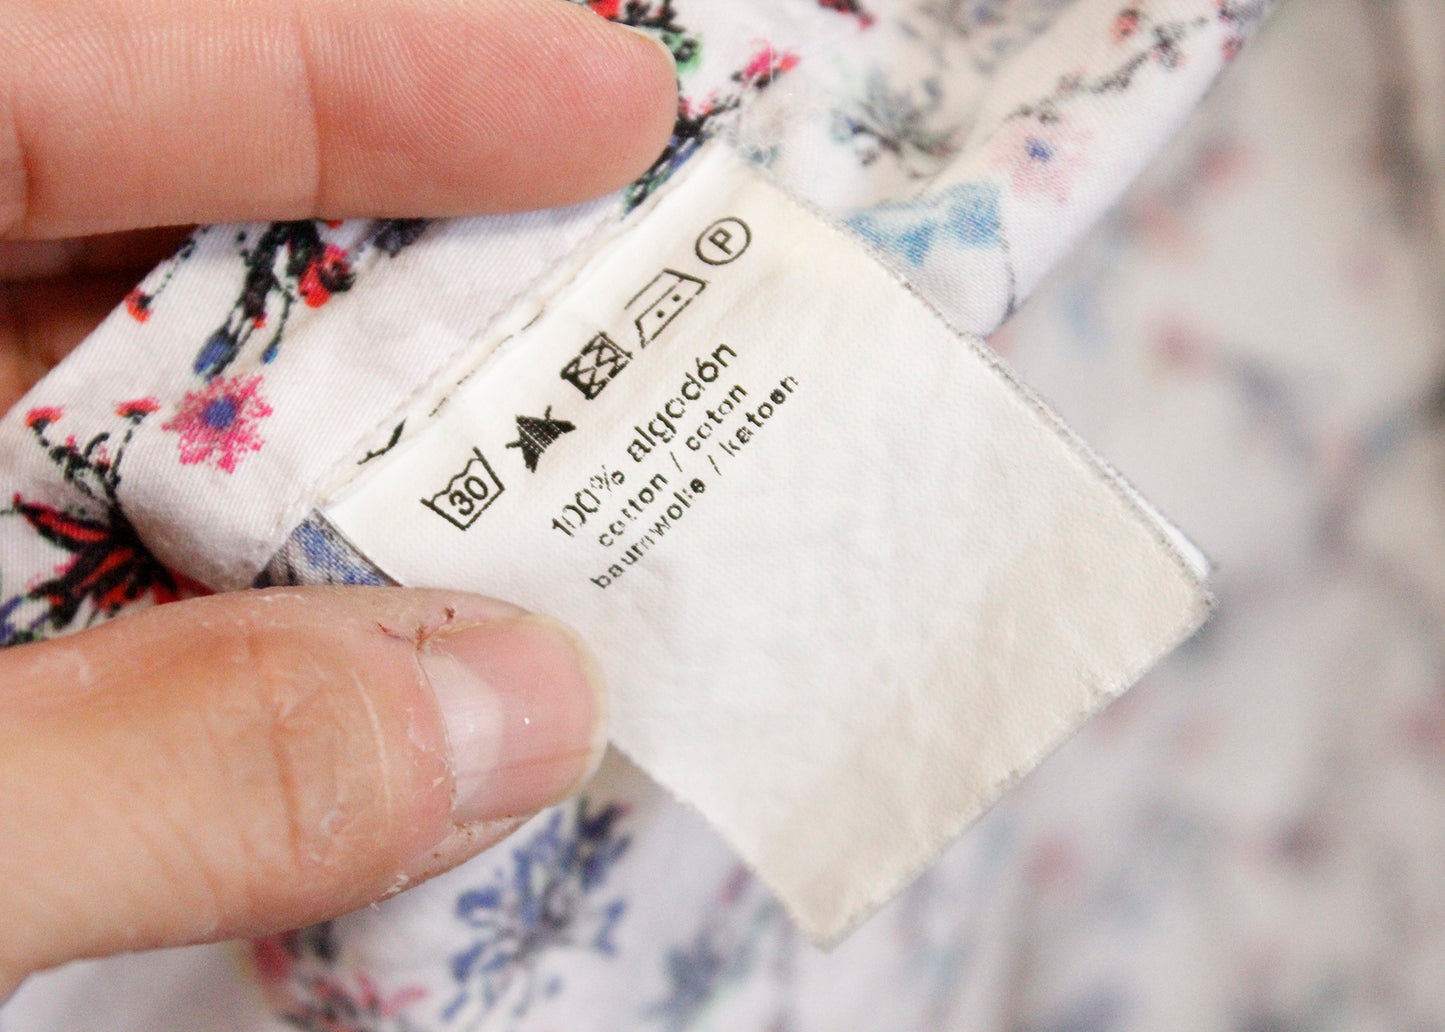 30
P
100% algodón
cotton / coton
baumwolle / katoen